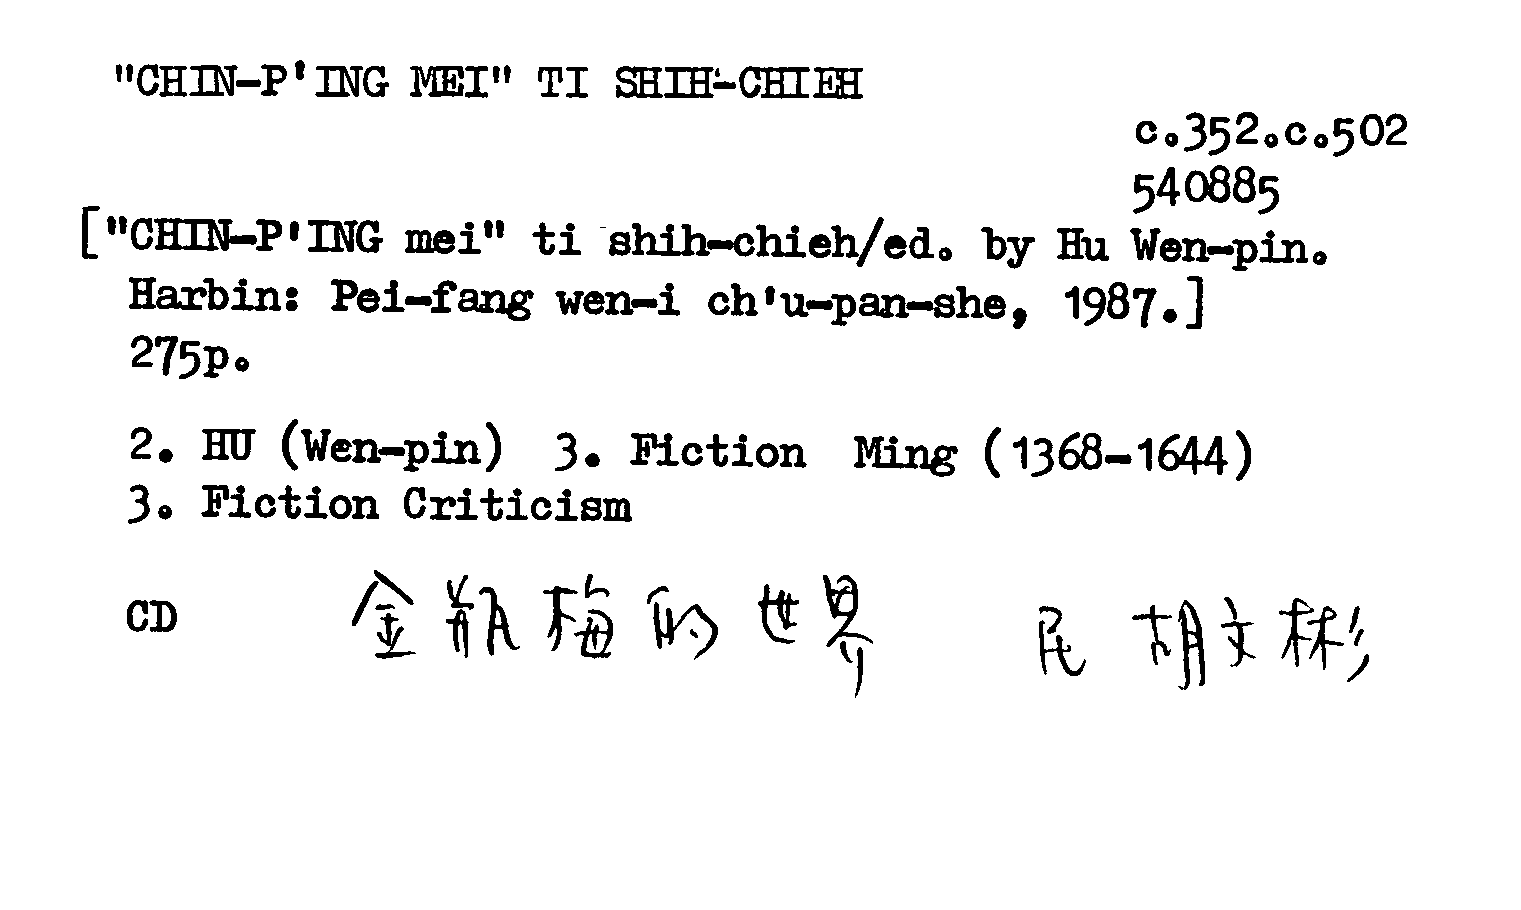 "CHIN-P'ING MEI" TI SHIH-CHIEH
c.352.c.502
540885
["CHIN-P'ING mei" ti shih-chieh/ed. by Hu Wen-pin.
Harbin: Pei-fang wen-i ch'u-pan-she, 1987.]
275p.
2. HU (Wen-pin) 3. Fiction Ming (1368-1644)
3. Fiction Criticism
CD 金瓶梅的世界 民 胡文彬